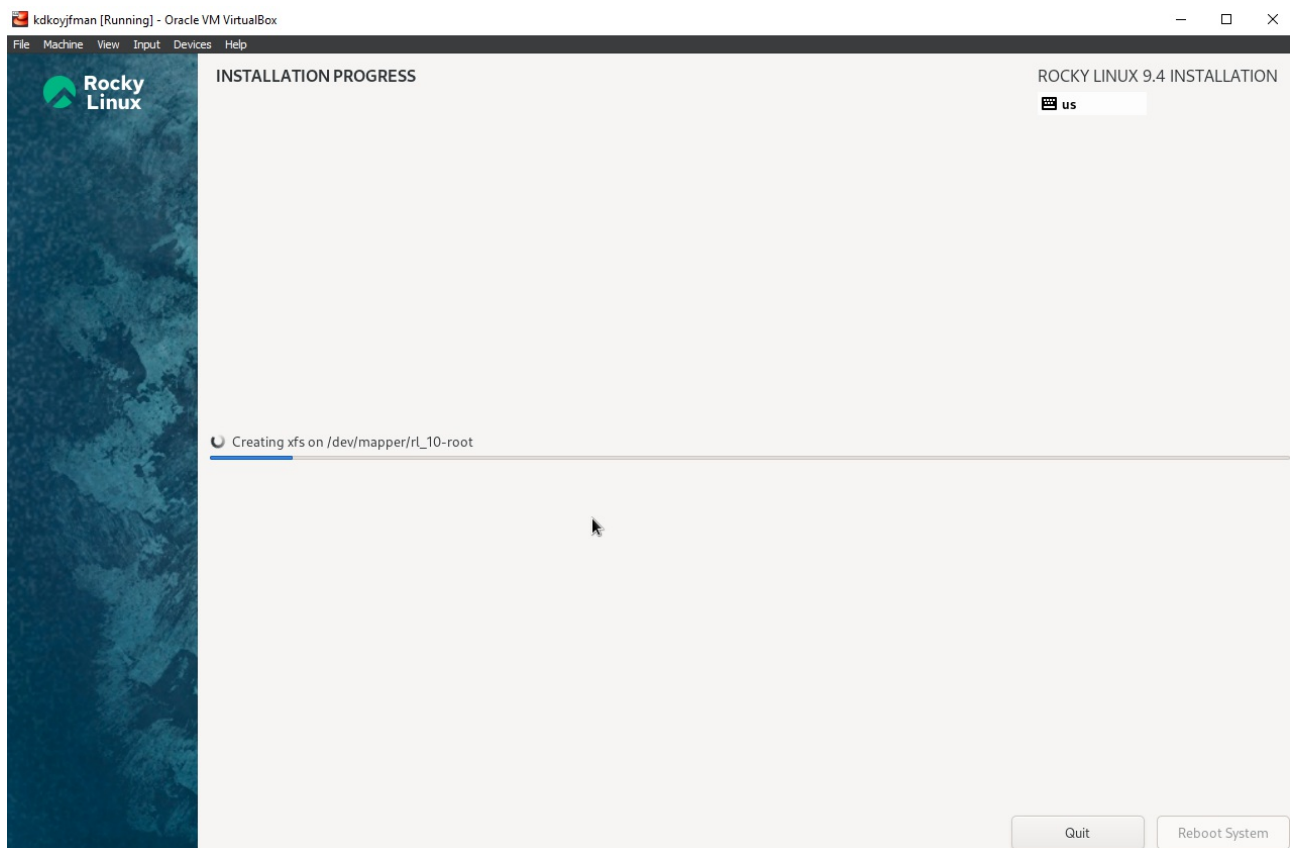 kdkoyjfman [Running] - Oracle VM VirtualBox
File Machine View Input Devices Help
Rocky
Linux
INSTALLATION PROGRESS
ROCKY LINUX 9.4 INSTALLATION
us
Creating xfs on /dev/mapper/rl_10-root
Quit
Reboot System